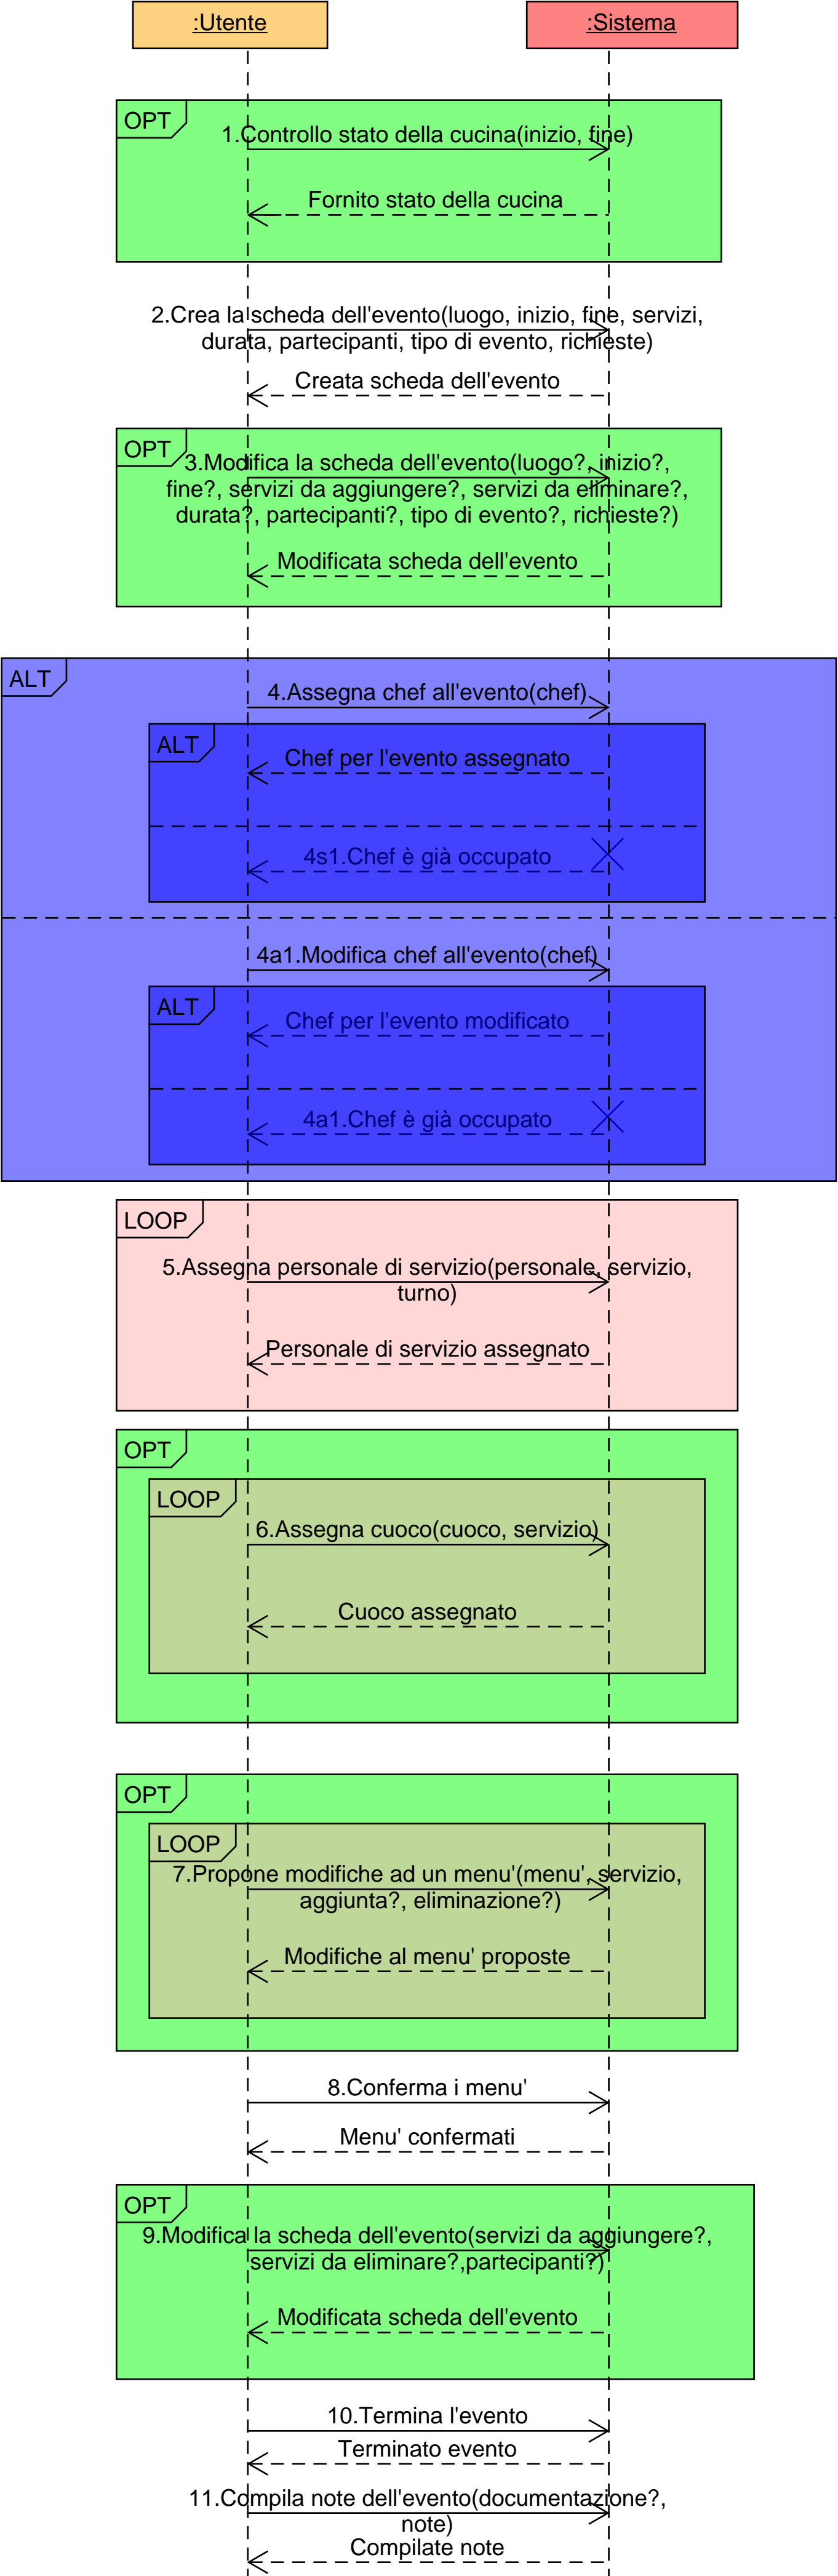 :Utente
:Sistema
OPT
1.Controllo stato della cucina(inizio, fine)
Fornito stato della cucina
2.Crea la scheda dell'evento(luogo, inizio, fine, servizi,
durata, partecipanti, tipo di evento, richieste)
Creata scheda dell'evento
OPT
3.Modifica la scheda dell'evento(luogo?, inizio?,
fine?, servizi da aggiungere?, servizi da eliminare?,
durata?, partecipanti?, tipo di evento?, richieste?)
Modificata scheda dell'evento
ALT
4.Assegna chef all'evento(chef)
ALT
Chef per l'evento assegnato
4s1.Chef è già occupato
4a1.Modifica chef all'evento(chef)
ALT
Chef per l'evento modificato
4a1.Chef è già occupato
LOOP
5.Assegna personale di servizio(personale, servizio,
turno)
Personale di servizio assegnato
OPT
LOOP
6.Assegna cuoco(cuoco, servizio)
Cuoco assegnato
OPT
LOOP
7.Propone modifiche ad un menu'(menu', servizio,
aggiunta?, eliminazione?)
Modifiche al menu' proposte
8.Conferma i menu'
Menu' confermati
OPT
9.Modifica la scheda dell'evento(servizi da aggiungere?,
servizi da eliminare?,partecipanti?)
Modificata scheda dell'evento
10.Termina l'evento
Terminato evento
11.Compila note dell'evento(documentazione?,
note)
Compilate note